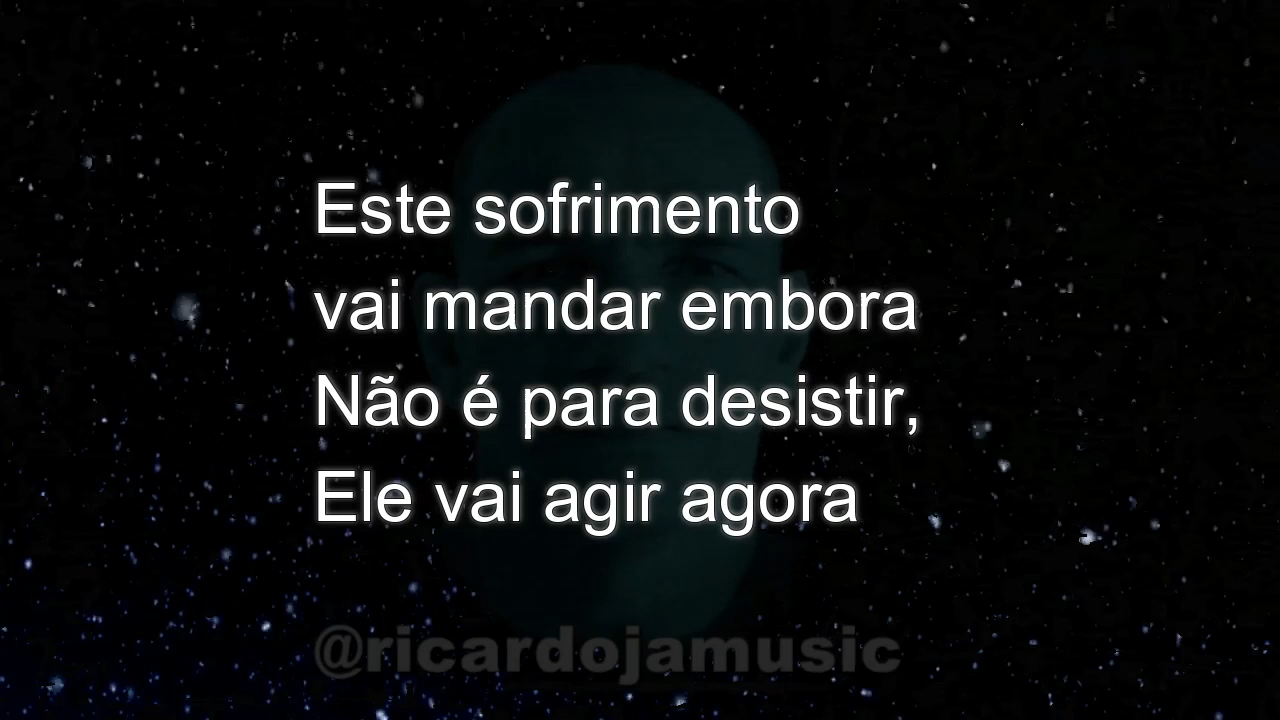 Este sofrimento
vai mandar embora
Não é para desistir,
Ele vai agir agora
@ricardojamusic